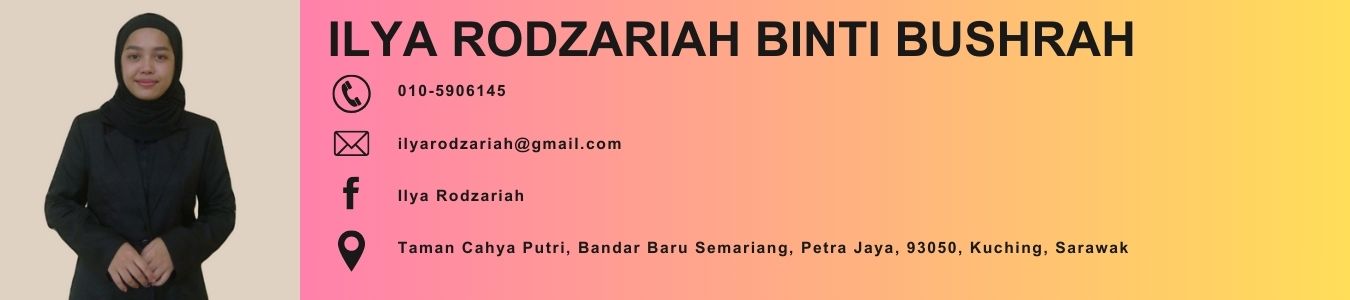 ILYA RODZARIAH BINTI BUSHRAH
010-5906145
ilyarodzariah@gmail.com
Ilya Rodzariah
Taman Cahya Putri, Bandar Baru Semariang, Petra Jaya, 93050, Kuching, Sarawak